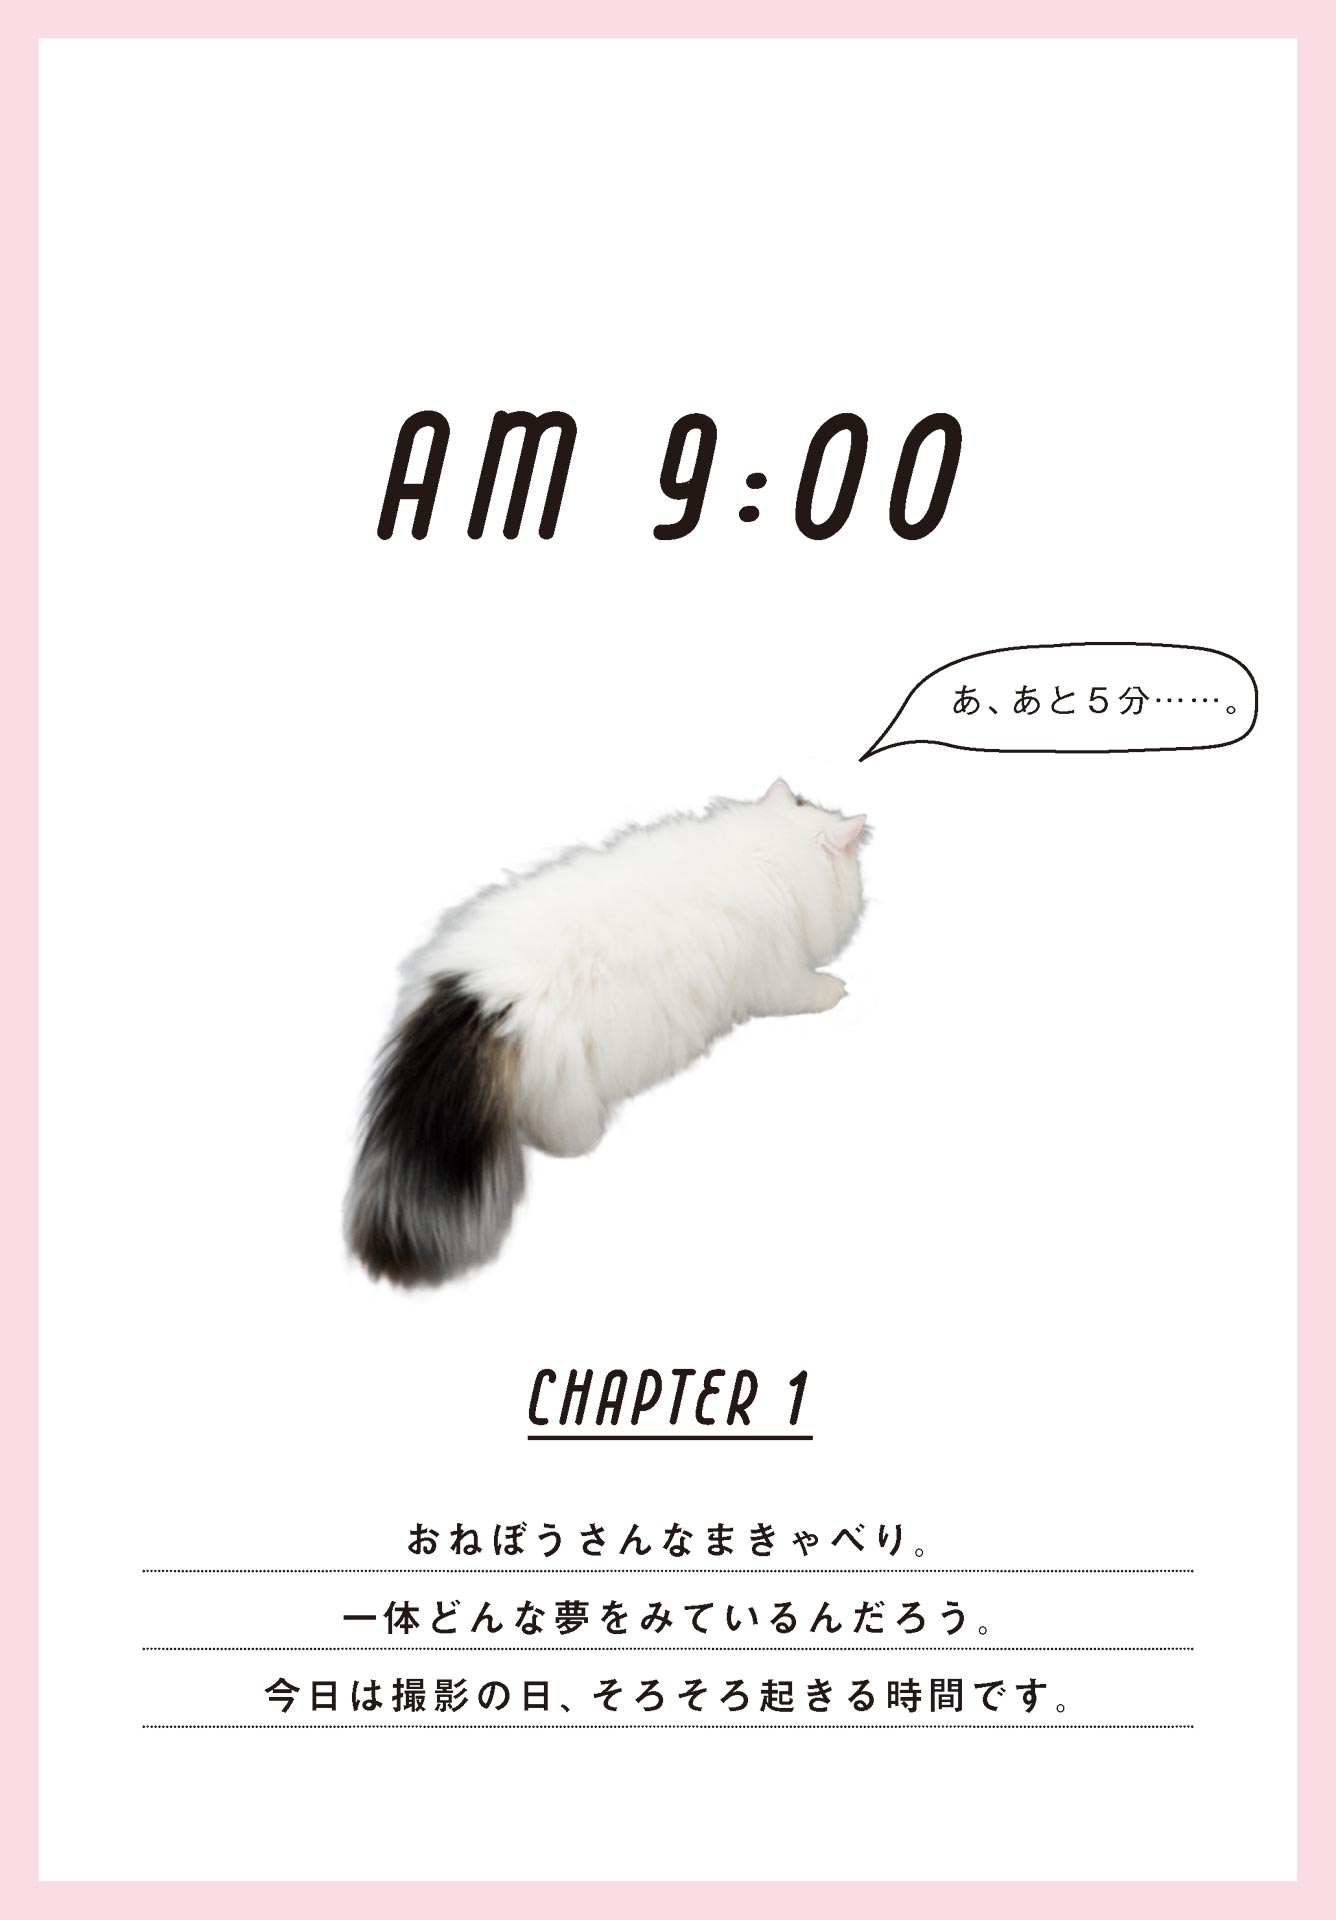 AM 9:00
あ、あと5分……。
CHAPTER 1
おねぼうさんなまきゃべり。
一体どんな夢をみているんだろう。
今日は撮影の日、そろそろ起きる時間です。